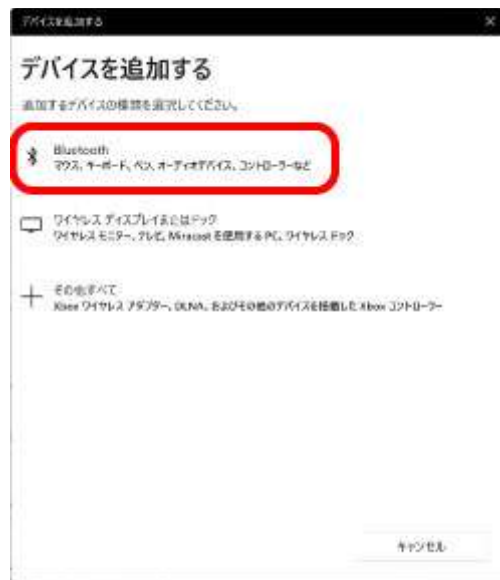 デバイスを追加する
デバイスを追加する
追加するデバイスの種類を選択してください。
Bluetooth
マウス、キーボード、ペン、オーディオデバイス、コントローラーなど
ワイヤレス ディスプレイまたはドック
ワイヤレス モニター、テレビ、Miracast を使用する PC、ワイヤレス ドック
その他すべて
Xbox ワイヤレス アダプター、DLNA、およびその他のデバイスを搭載した Xbox コントローラー
キャンセル